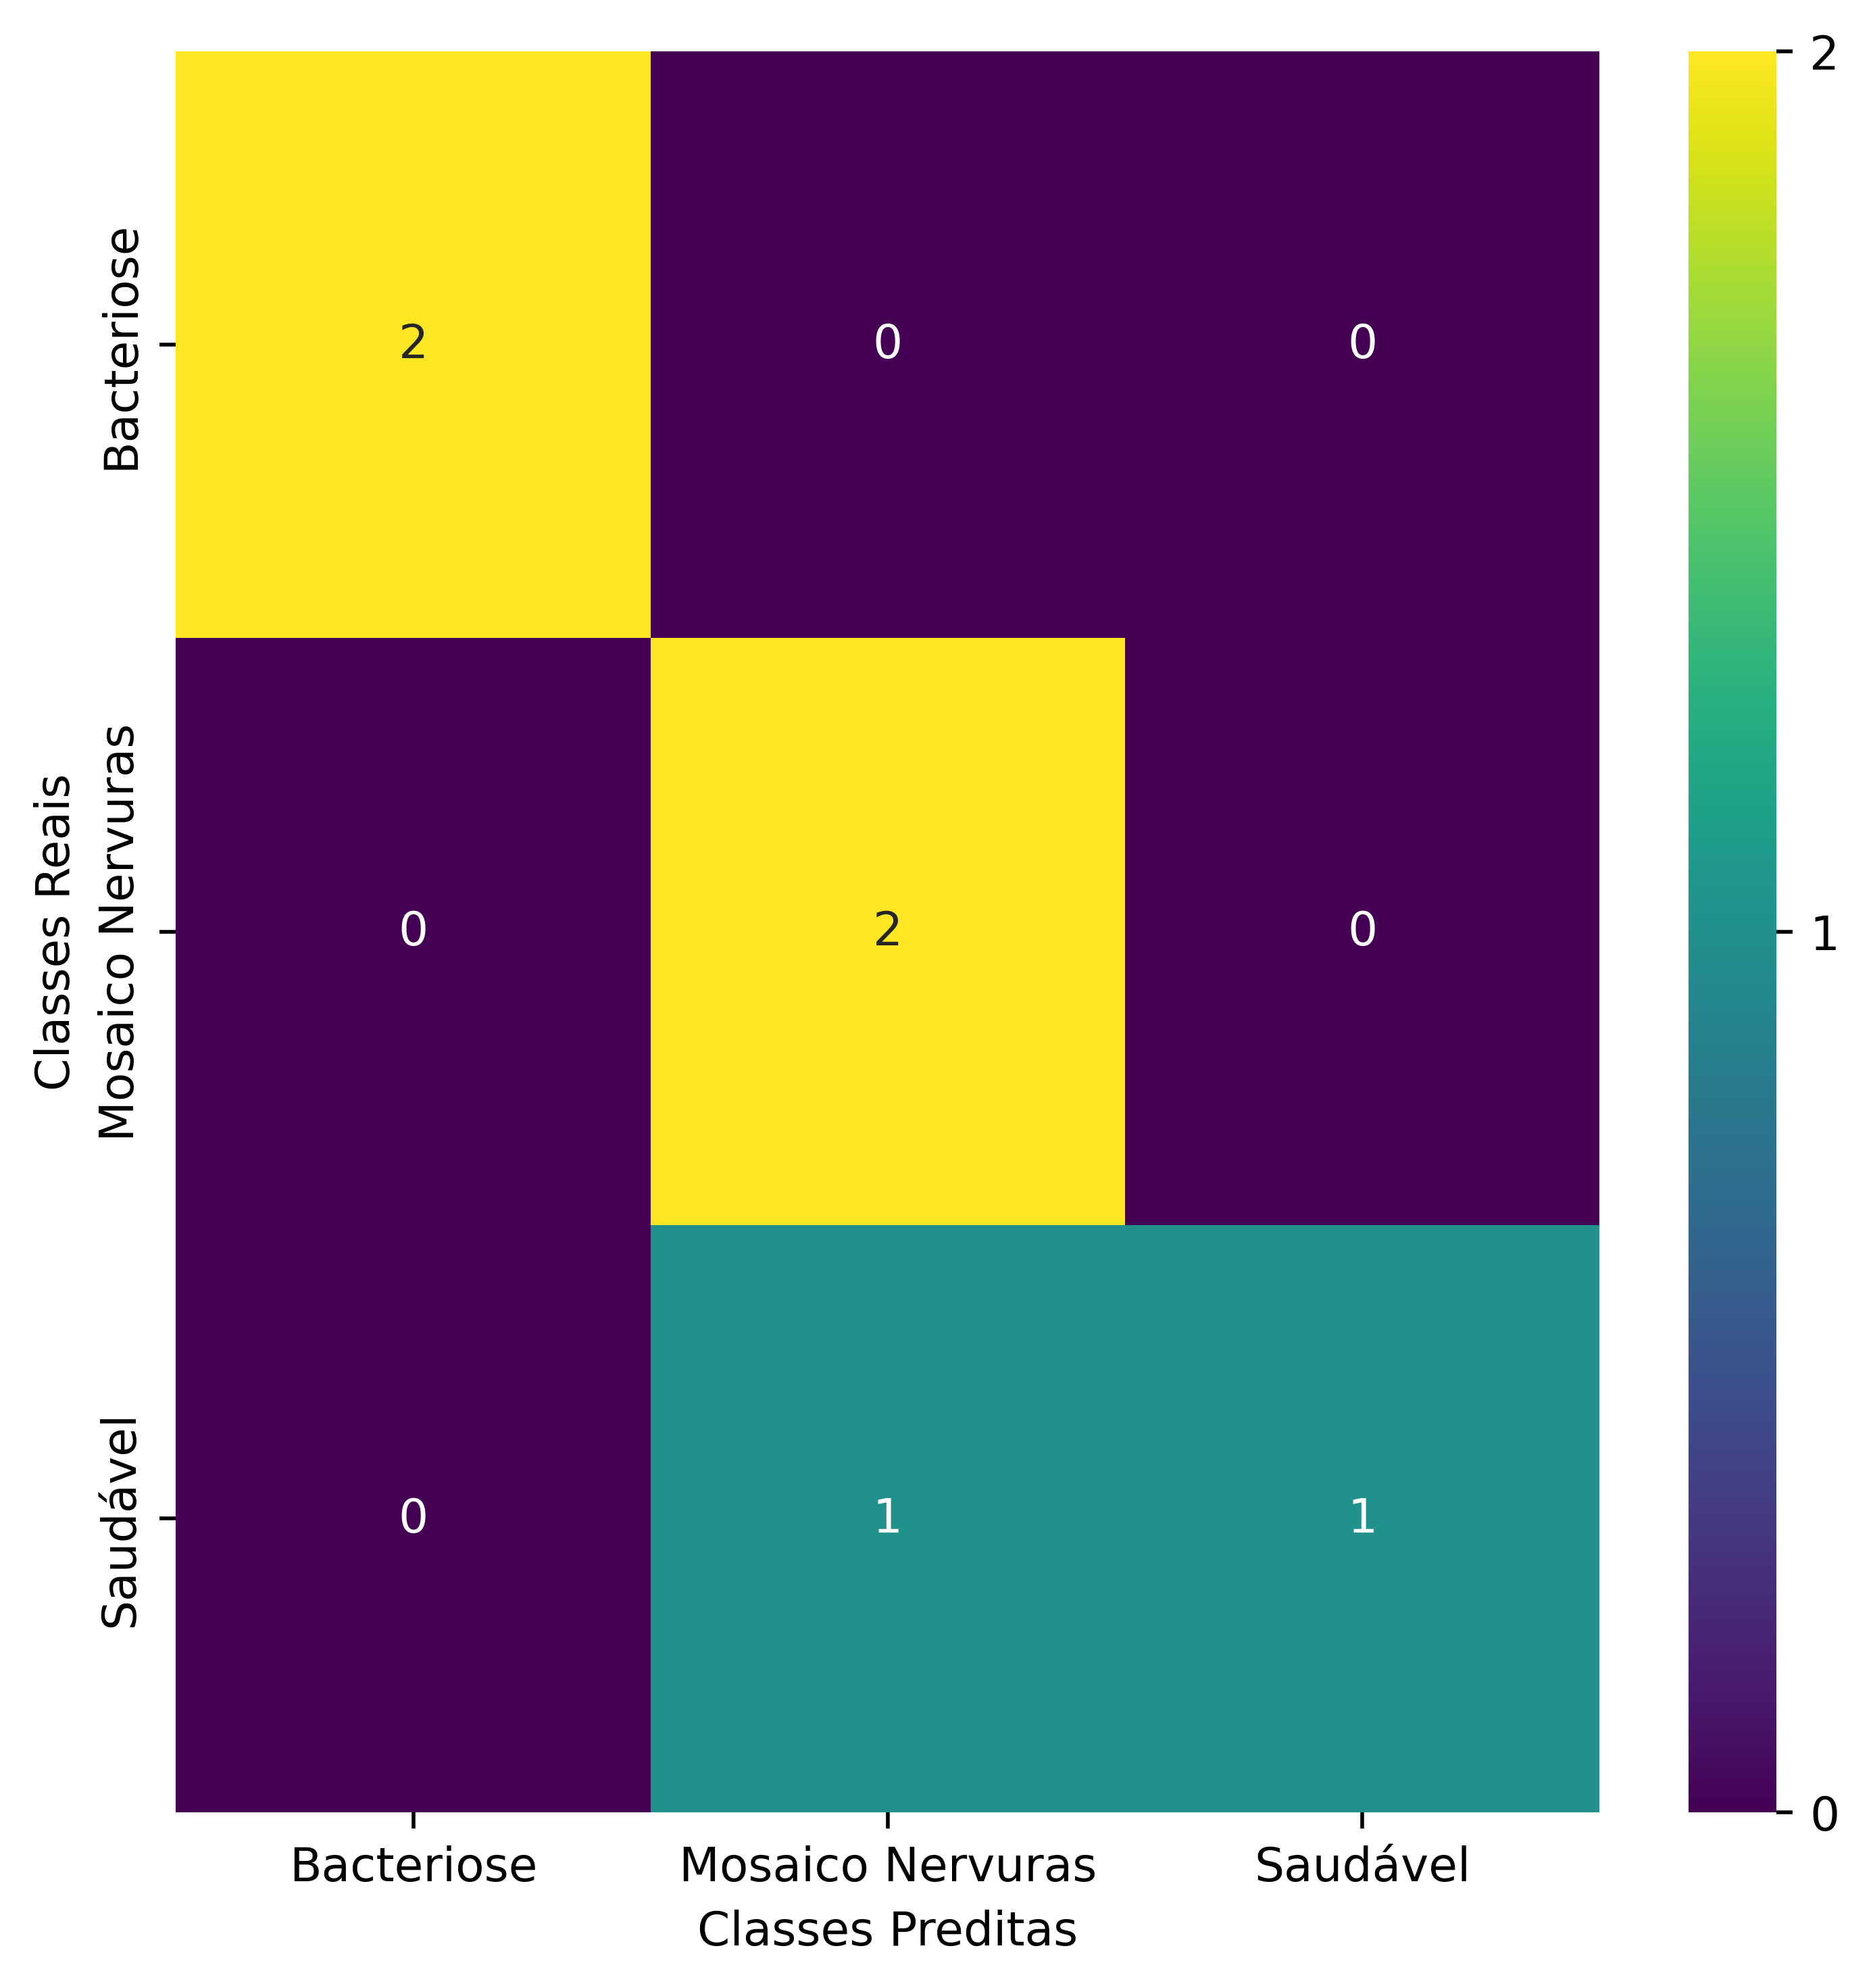 Classes Reais
Bacteriose
Mosaico Nervuras
Saudável
2 0 0
0 2 0
0 1 1
Bacteriose Mosaico Nervuras Saudável
Classes Preditas
2
1
0